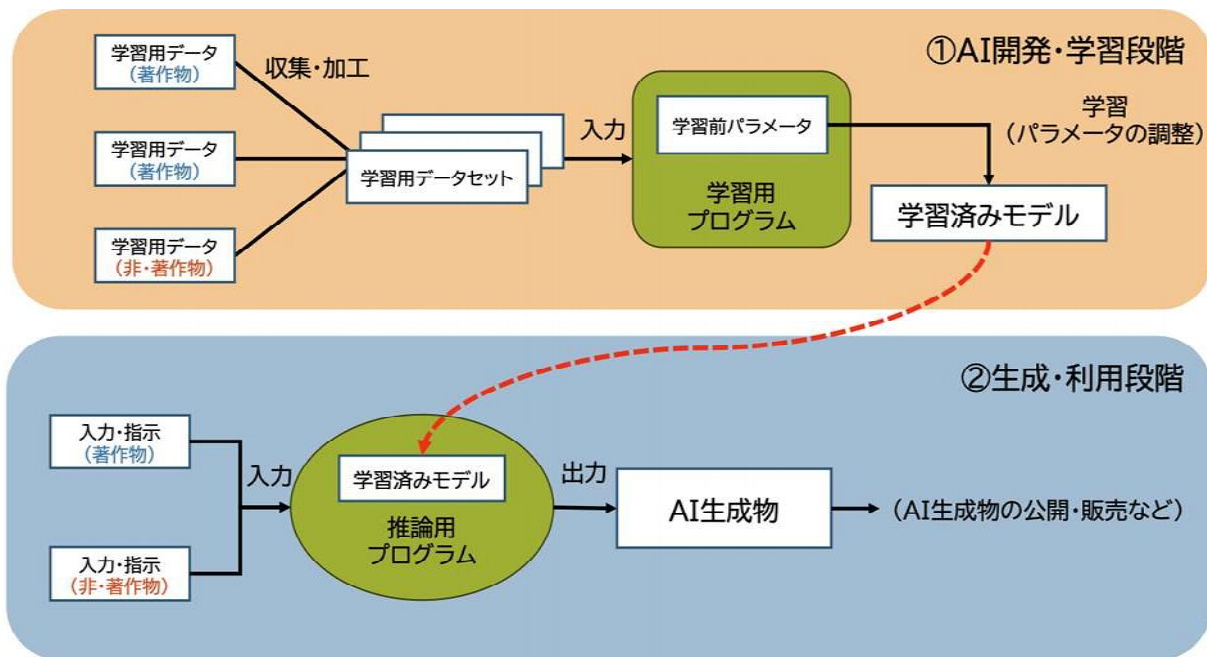 ①AI開発・学習段階
学習用データ
(著作物)
収集・加工
学習用データ
(著作物)
学習用データ
(非・著作物)
学習用データセット
入力
学習前パラメータ
学習用
プログラム
学習
(パラメータの調整)
学習済みモデル
②生成・利用段階
入力・指示
(著作物)
入力・指示
(非・著作物)
入力
学習済みモデル
推論用
プログラム
出力
AI生成物
(AI生成物の公開・販売など)